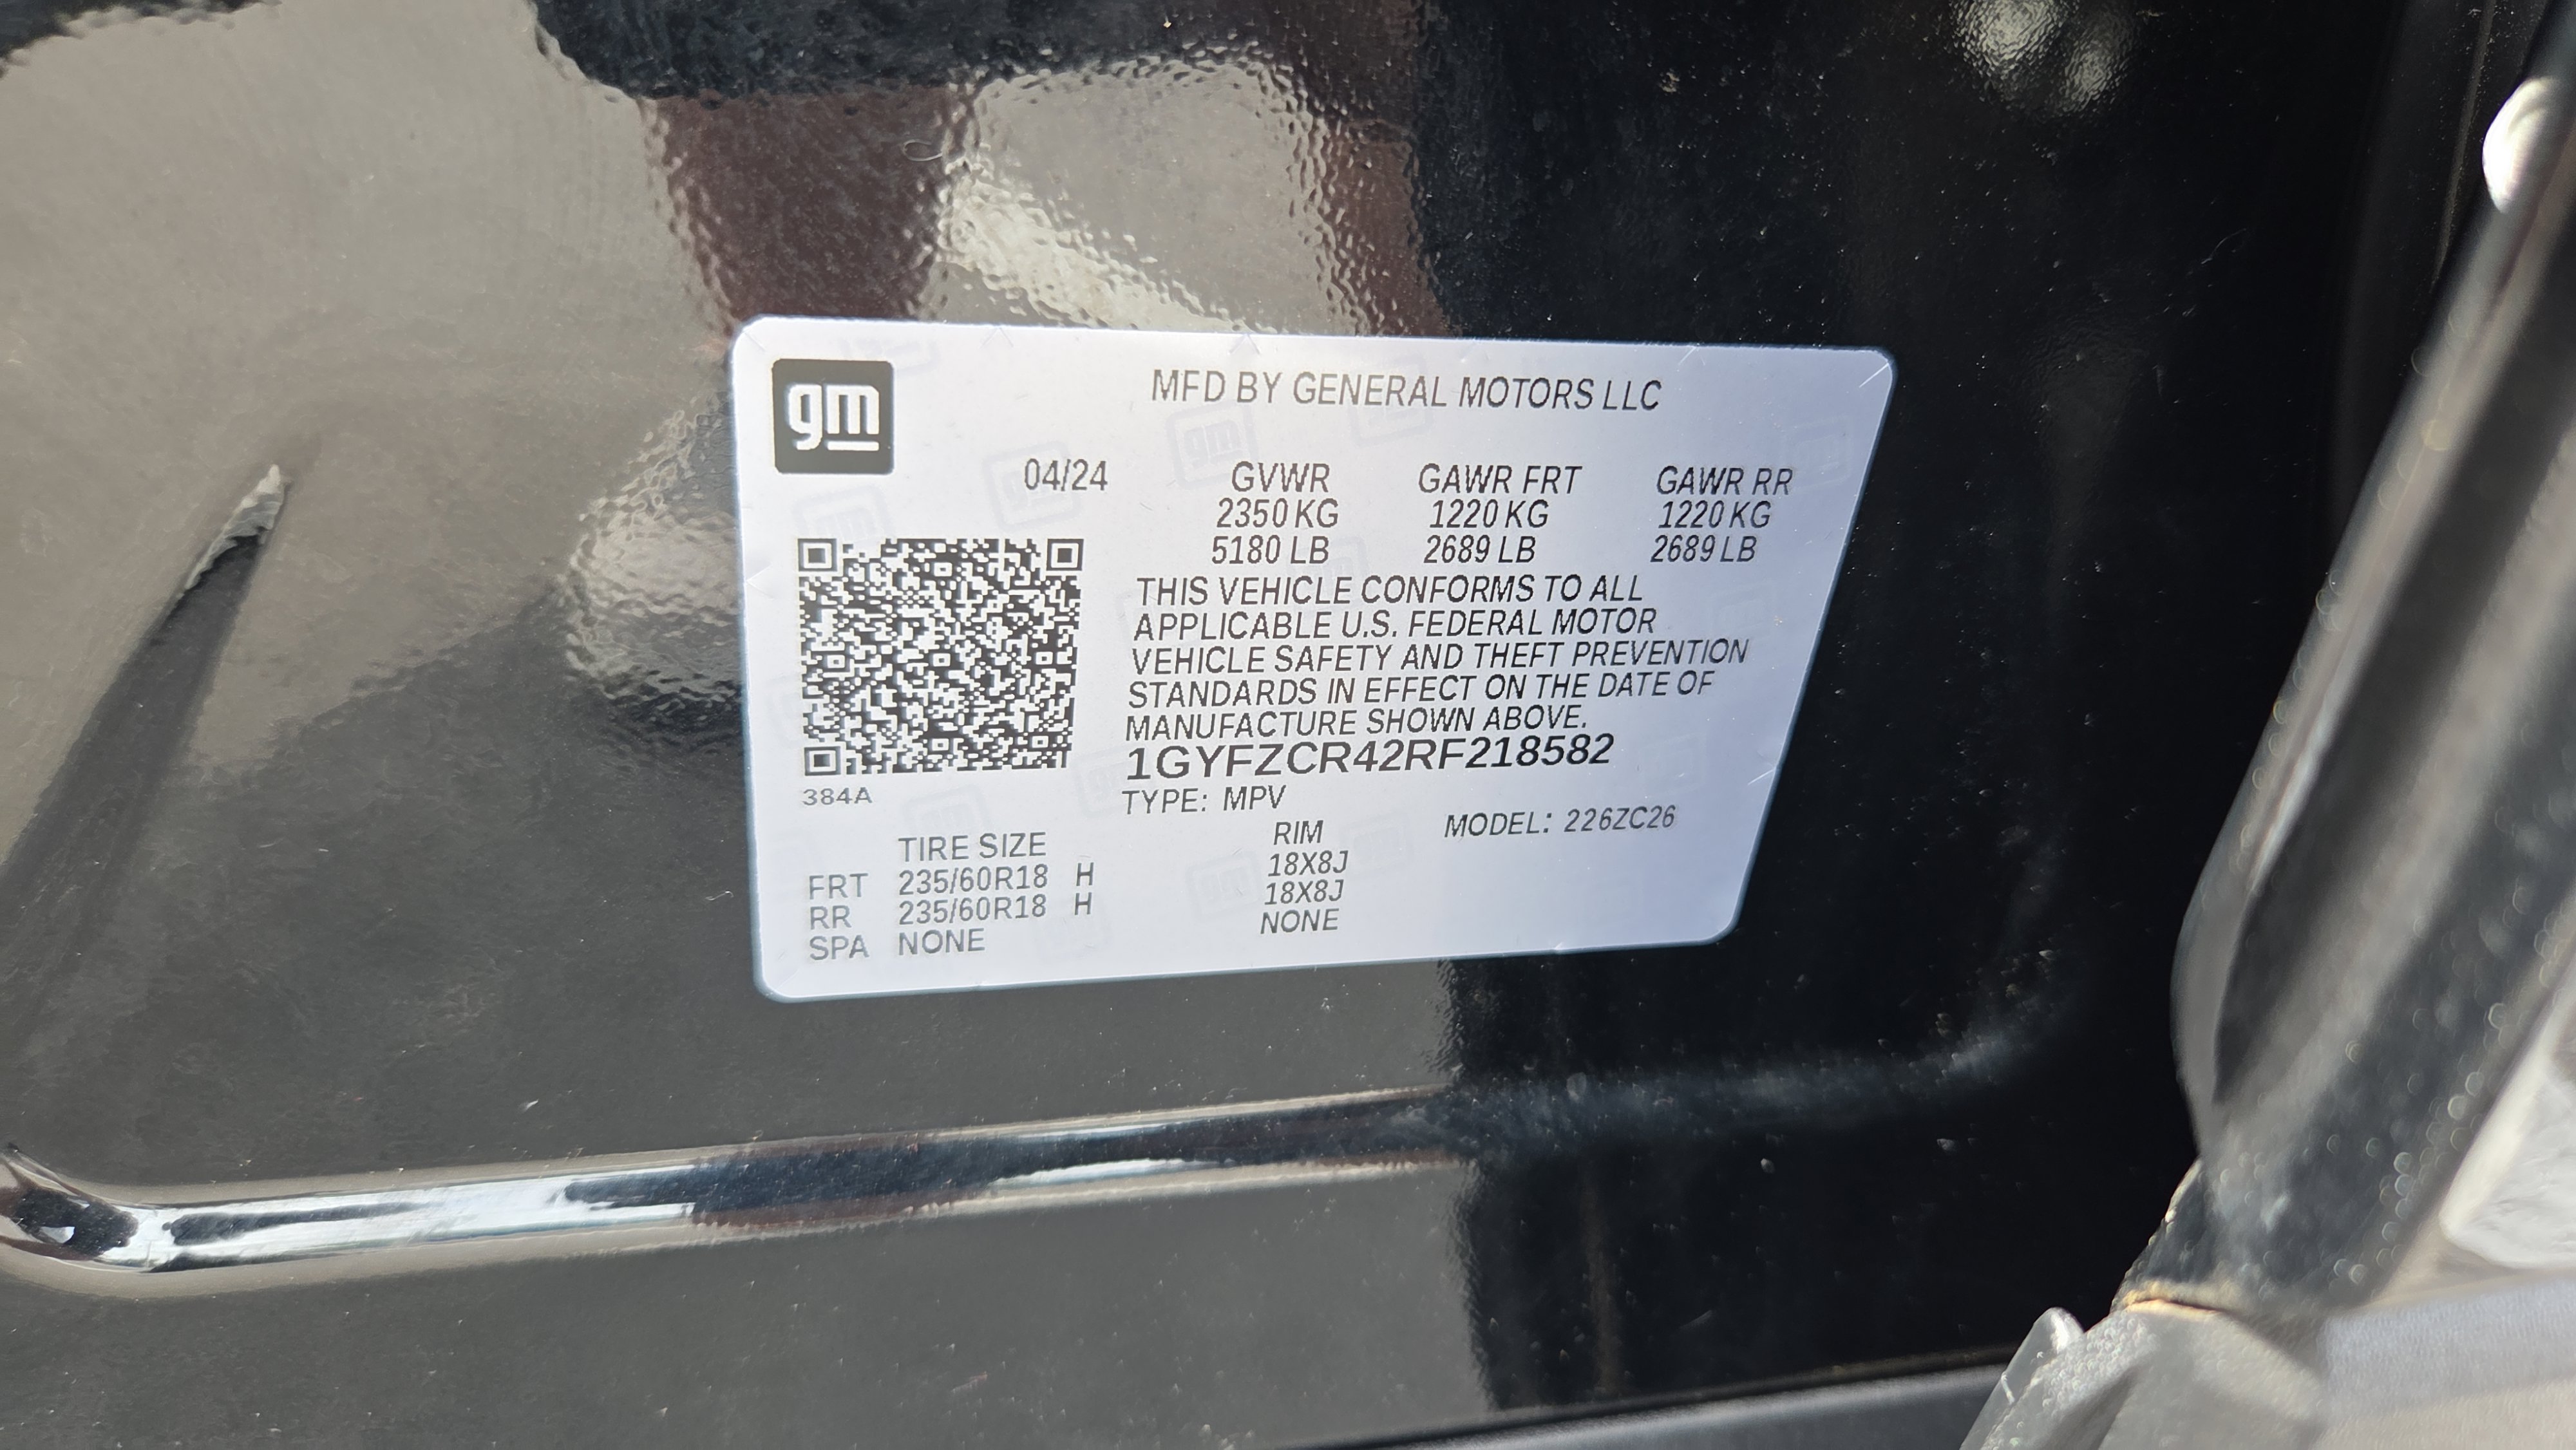 gm
MFD BY GENERAL MOTORS LLC
04/24 GVWR GAWR FRT GAWR RR
2350 KG 1220 KG 1220 KG
5180 LB 2689 LB 2689 LB
THIS VEHICLE CONFORMS TO ALL
APPLICABLE U.S. FEDERAL MOTOR
VEHICLE SAFETY AND THEFT PREVENTION
STANDARDS IN EFFECT ON THE DATE OF
MANUFACTURE SHOWN ABOVE.
1GYFZCR42RF218582
384A
TYPE: MPV
MODEL: 226ZC26
TIRE SIZE RIM
FRT 235/60R18 H 18X8J
RR 235/60R18 H 18X8J
SPA NONE NONE